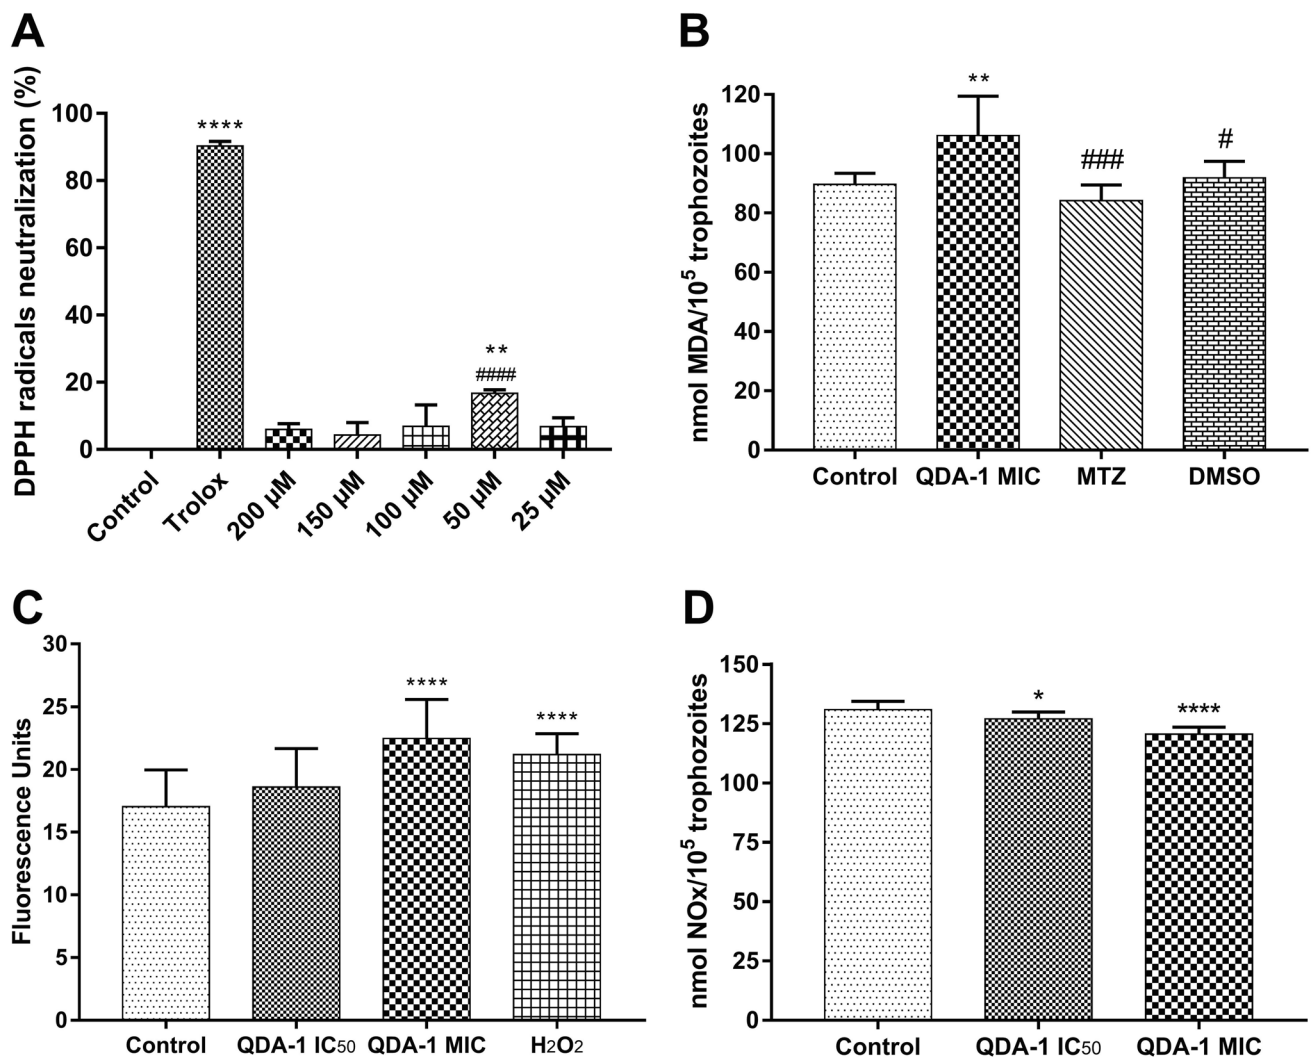 A
DPPH radicals neutralization (%)
100
80
60
40
20
0
****
**
####
Control
Trolox
200 µM
150 µM
100 µM
50 µM
25 µM
B
nmol MDA/10⁵ trophozoites
120
100
80
60
40
20
0
**
###
#
Control QDA-1 MIC MTZ DMSO
C
Fluorescence Units
30
25
20
15
10
5
0
****
****
Control QDA-1 IC₅₀ QDA-1 MIC H₂O₂
D
nmol NOx/10⁵ trophozoites
150
125
100
75
50
25
0
*
****
Control QDA-1 IC₅₀ QDA-1 MIC